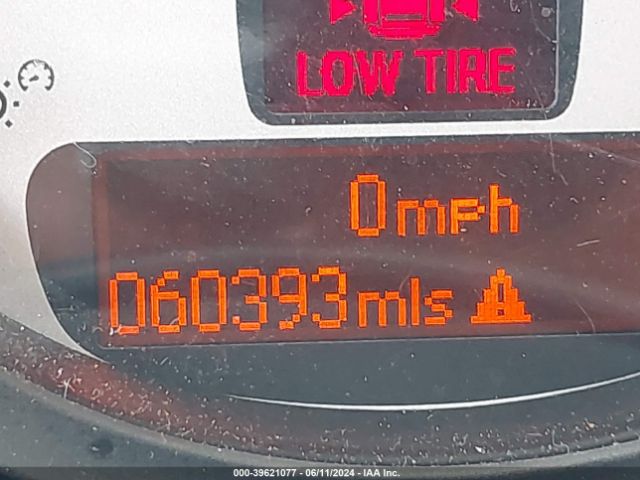 LOW TIRE
0mph
060393mls
000-39621077 - 06/11/2024 - IAA Inc.